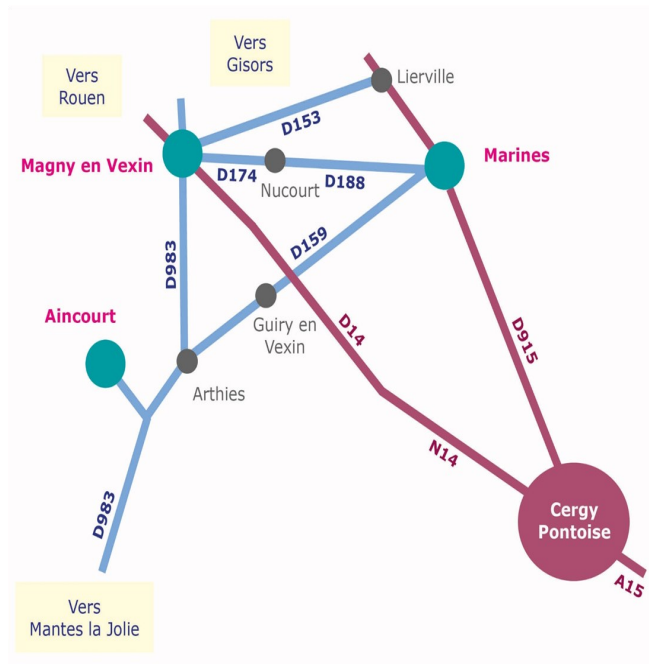 Vers
Gisors
Vers
Rouen
Lierville
D153
Magny en Vexin
Marines
D174
Nucourt
D188
D159
D983
Aincourt
Guiry en
Vexin
D14
D915
Arthies
N14
D983
Cergy
Pontoise
A15
Vers
Mantes la Jolie